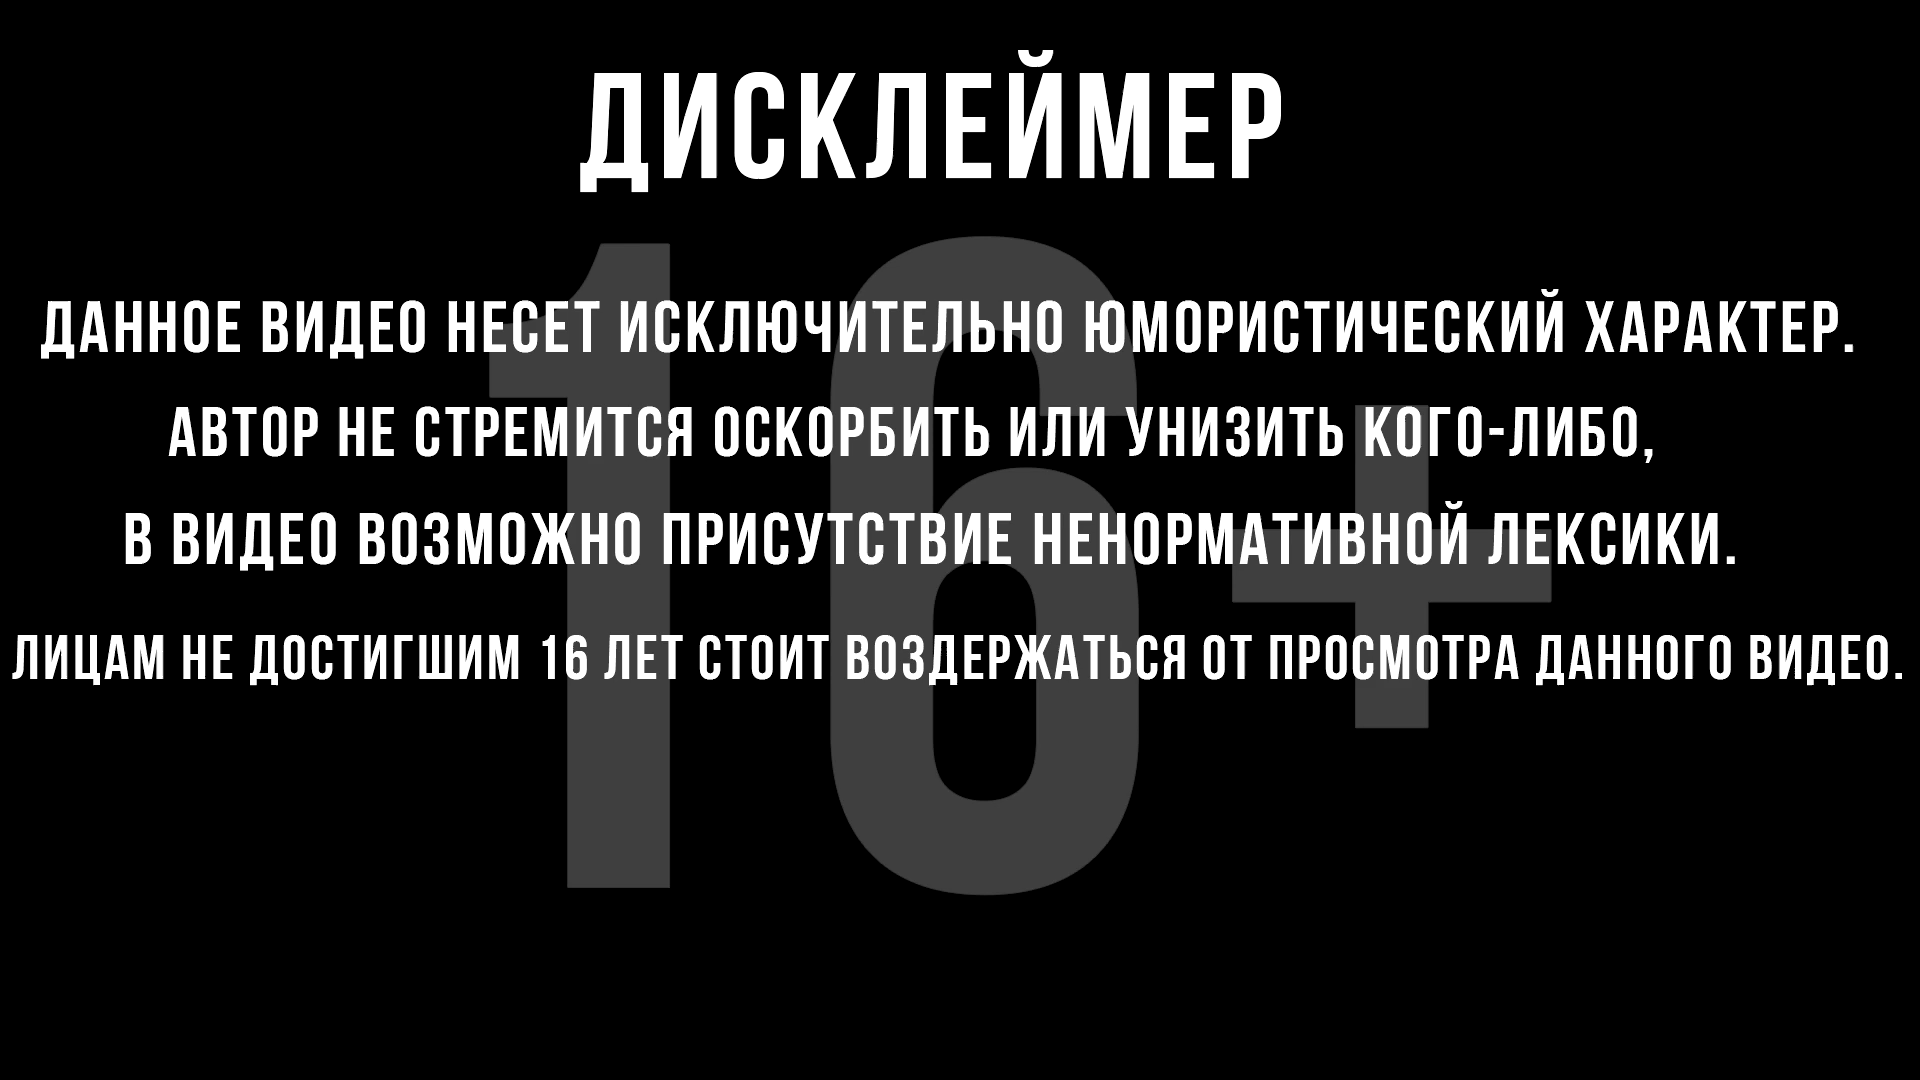 ДИСКЛЕЙМЕР
16+
ДАННОЕ ВИДЕО НЕСЕТ ИСКЛЮЧИТЕЛЬНО ЮМОРИСТИЧЕСКИЙ ХАРАКТЕР.
АВТОР НЕ СТРЕМИТСЯ ОСКОРБИТЬ ИЛИ УНИЗИТЬ КОГО-ЛИБО,
В ВИДЕО ВОЗМОЖНО ПРИСУТСТВИЕ НЕНОРМАТИВНОЙ ЛЕКСИКИ.
ЛИЦАМ НЕ ДОСТИГШИМ 16 ЛЕТ СТОИТ ВОЗДЕРЖАТЬСЯ ОТ ПРОСМОТРА ДАННОГО ВИДЕО.